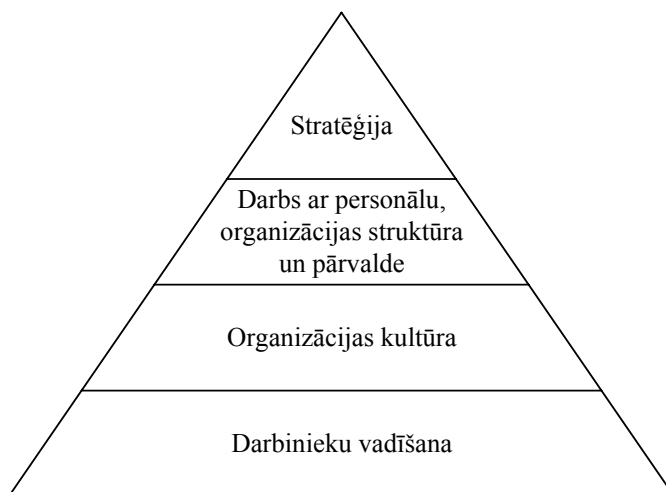 Stratēģija
Darbs ar personālu,
organizācijas struktūra
un pārvalde
Organizācijas kultūra
Darbinieku vadīšana